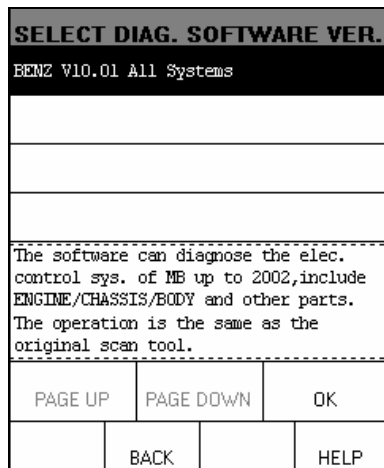 SELECT DIAG. SOFTWARE VER.
BENZ V10.01 All Systems
The software can diagnose the elec.
control sys. of MB up to 2002,include
ENGINE/CHASSIS/BODY and other parts.
The operation is the same as the
original scan tool.
PAGE UP PAGE DOWN OK
BACK HELP